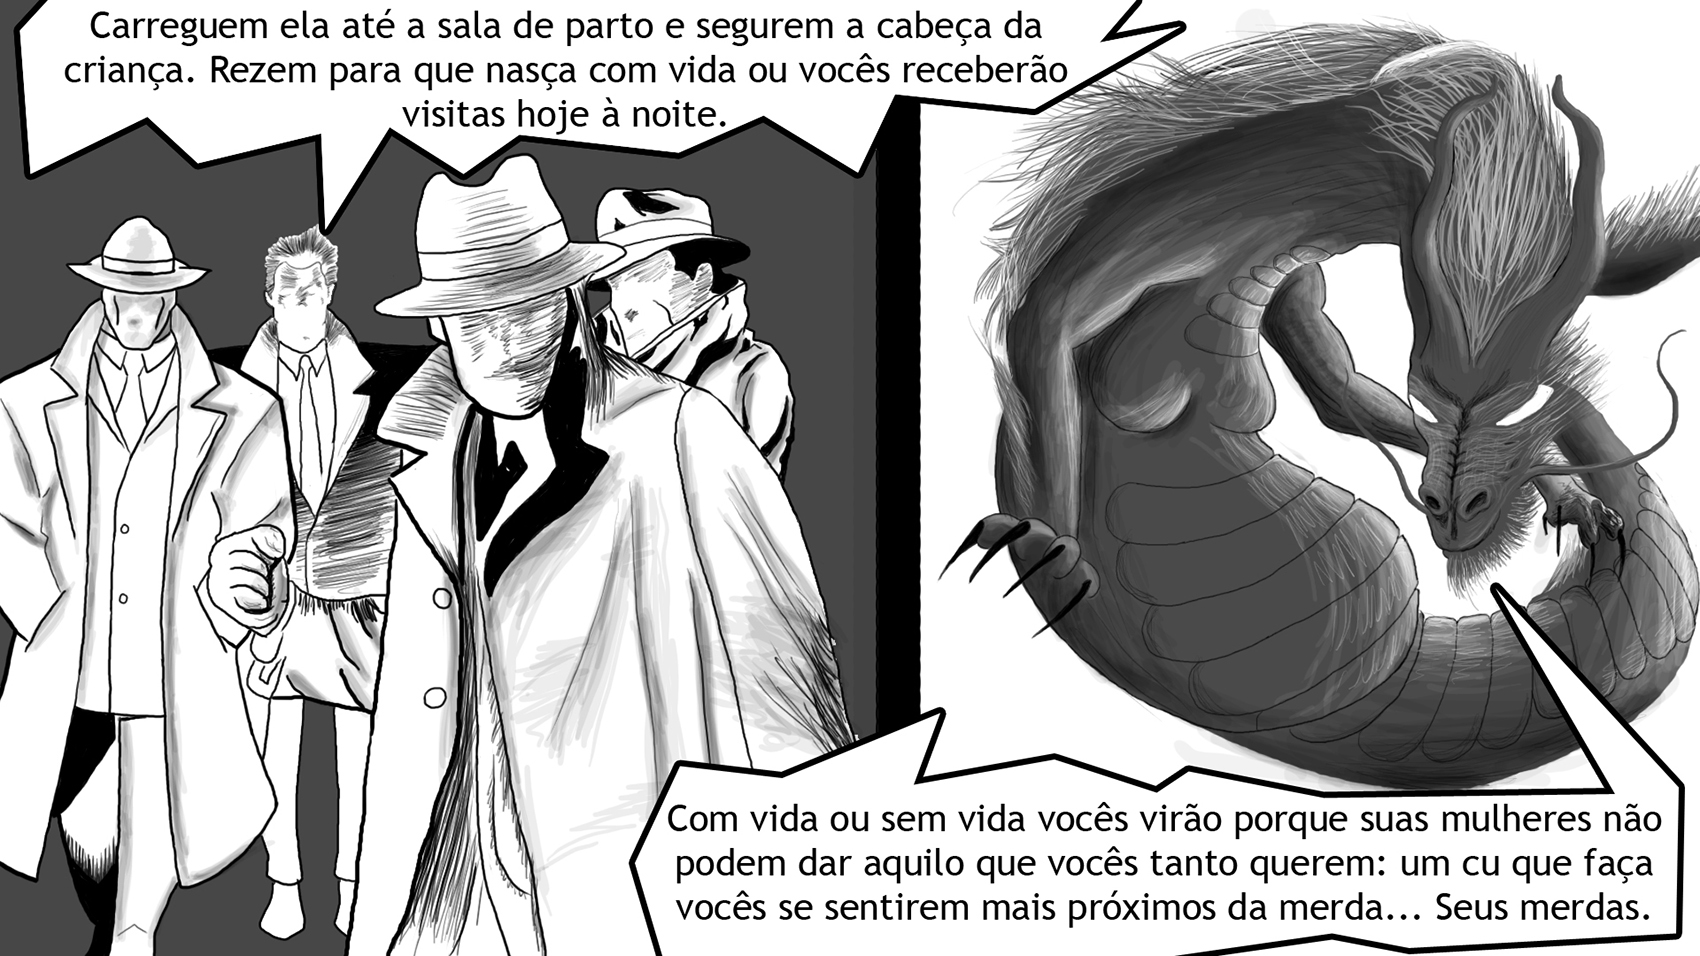 Carreguem ela até a sala de parto e segurem a cabeça da
criança. Rezem para que nasça com vida ou vocês receberão
visitas hoje à noite.
Com vida ou sem vida vocês virão porque suas mulheres não
podem dar aquilo que vocês tanto querem: um cu que faça
vocês se sentirem mais próximos da merda... Seus merdas.